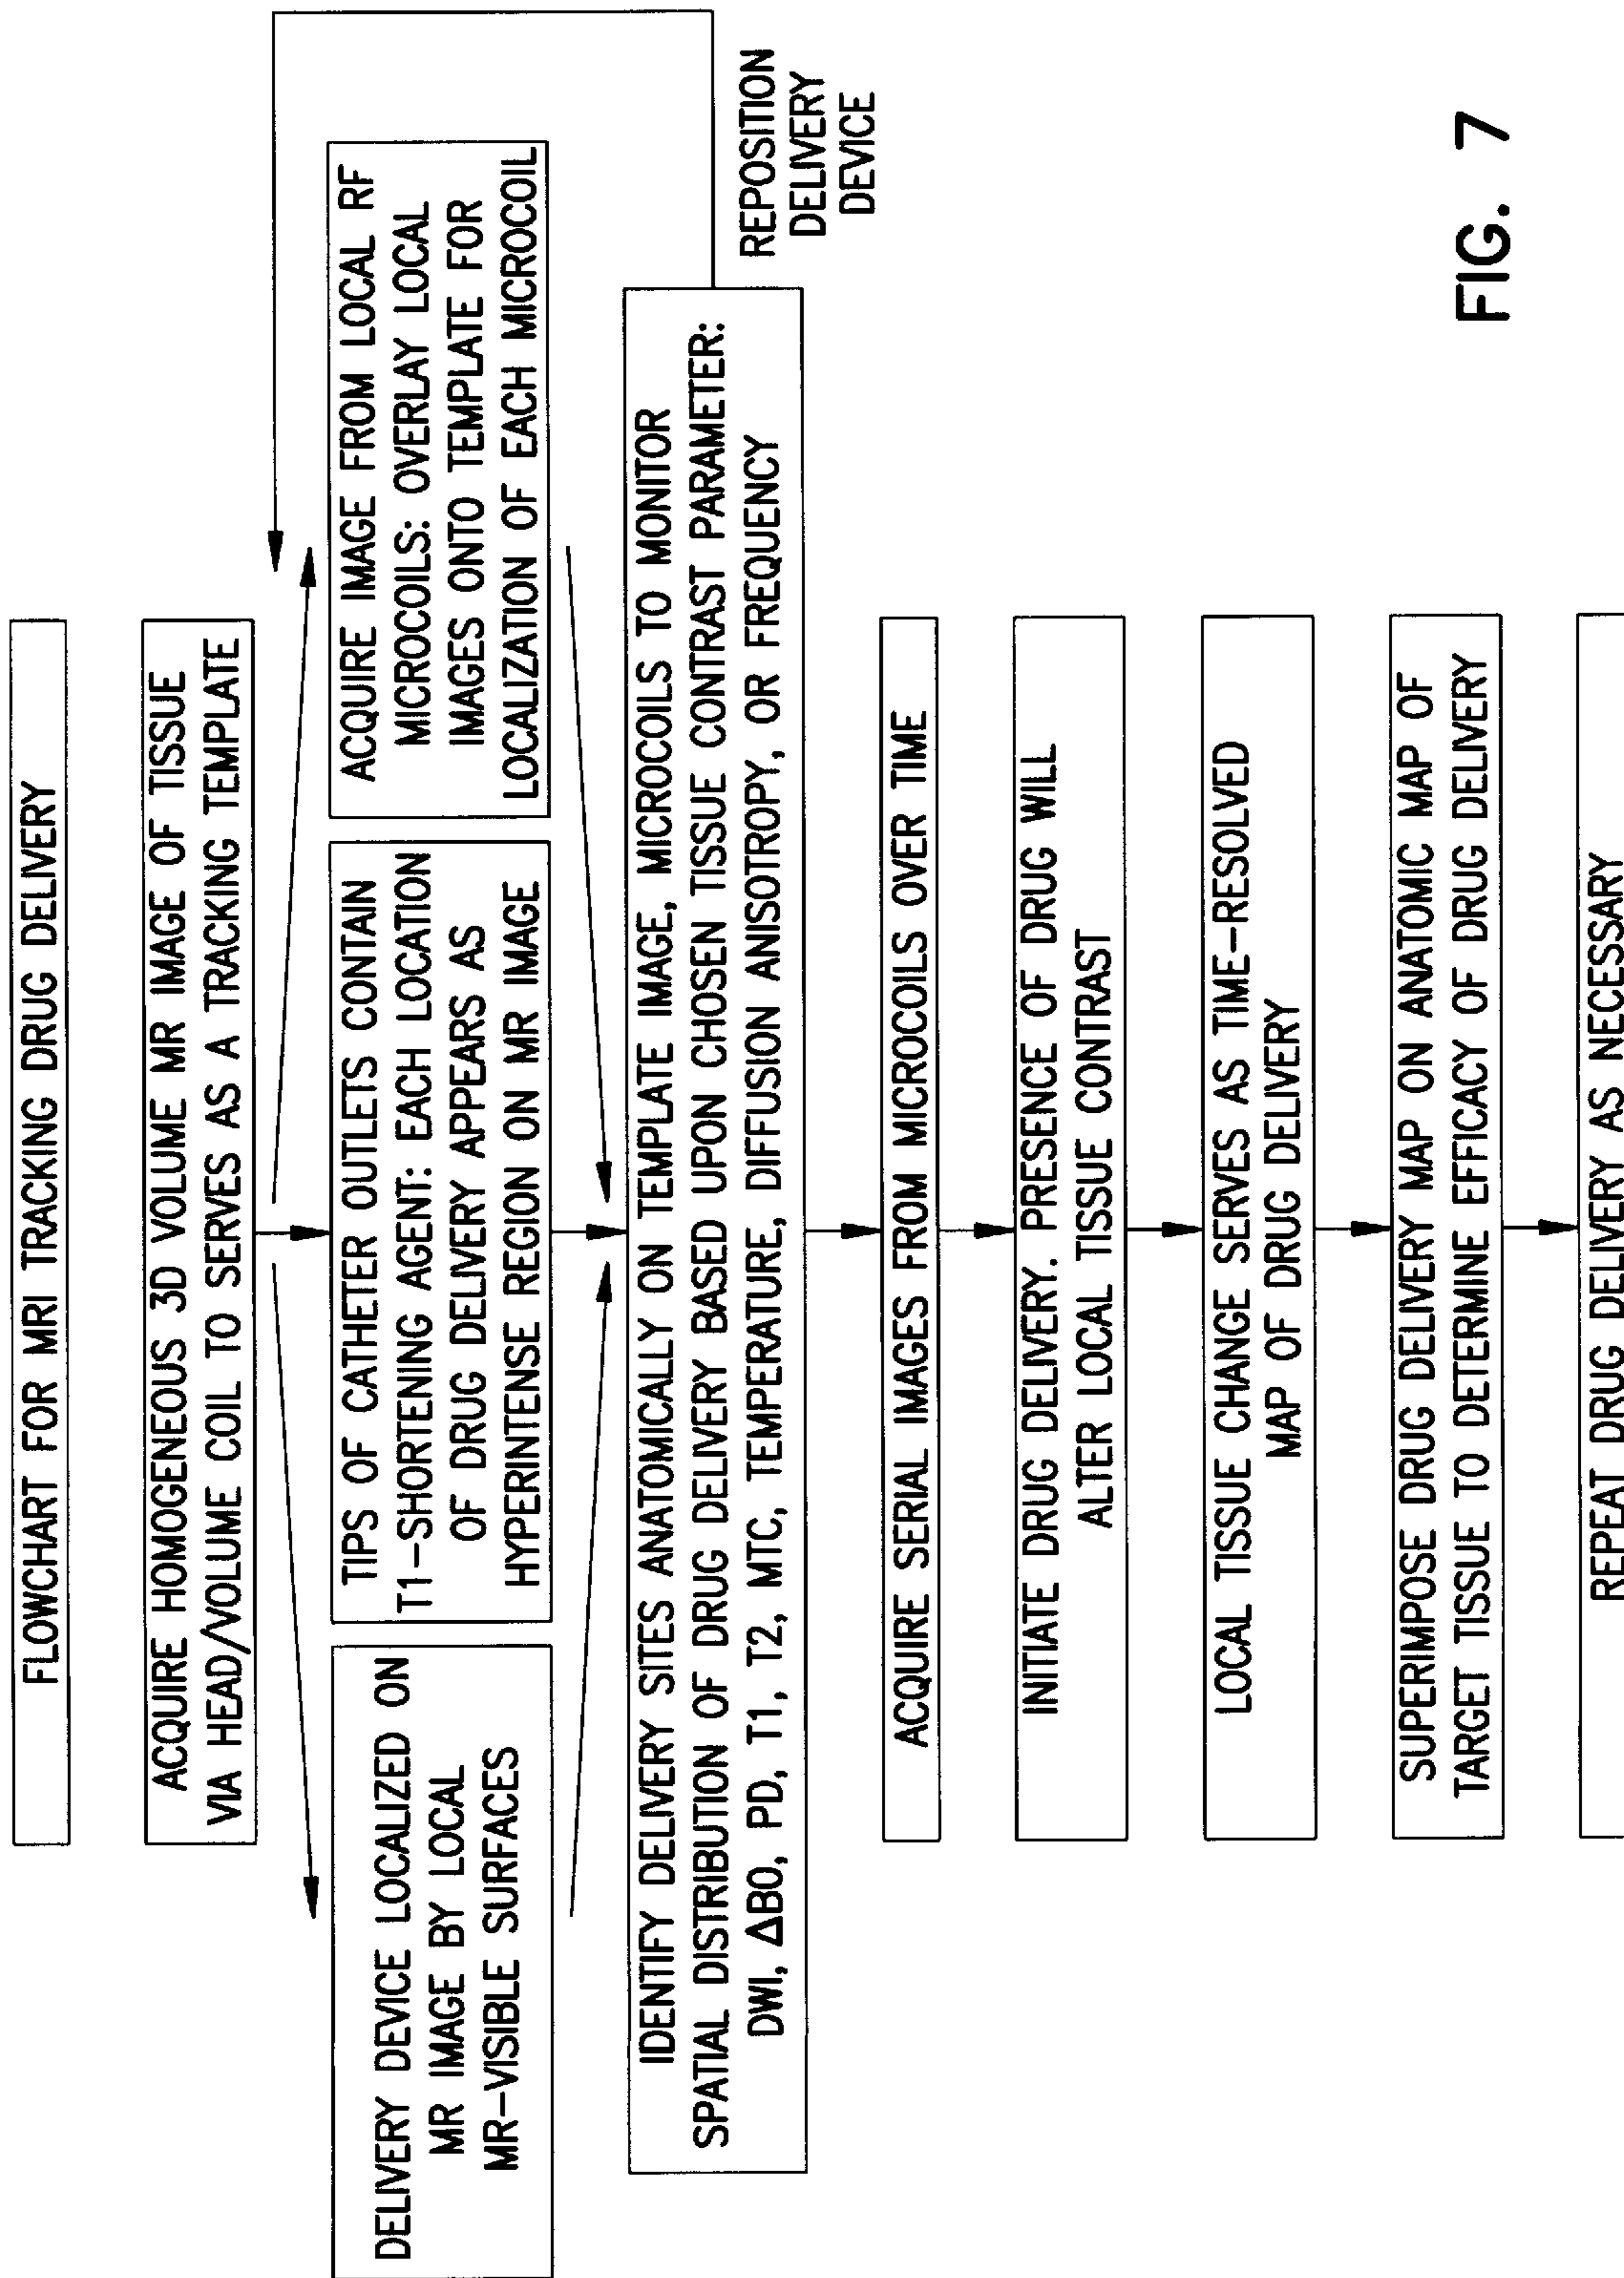 FLOWCHART FOR MRI TRACKING DRUG DELIVERY
ACQUIRE HOMOGENEOUS 3D VOLUME MR IMAGE OF TISSUE
VIA HEAD/VOLUME COIL TO SERVES AS A TRACKING TEMPLATE
DELIVERY DEVICE LOCALIZED ON
MR IMAGE BY LOCAL
MR-VISIBLE SURFACES
TIPS OF CATHETER OUTLETS CONTAIN
T1-SHORTENING AGENT: EACH LOCATION
OF DRUG DELIVERY APPEARS AS
HYPERINTENSE REGION ON MR IMAGE
ACQUIRE IMAGE FROM LOCAL RF
MICROCOILS: OVERLAY LOCAL
IMAGES ONTO TEMPLATE FOR
LOCALIZATION OF EACH MICROCOIL
IDENTIFY DELIVERY SITES ANATOMICALLY ON TEMPLATE IMAGE, MICROCOILS TO MONITOR
SPATIAL DISTRIBUTION OF DRUG DELIVERY BASED UPON CHOSEN TISSUE CONTRAST PARAMETER:
DWI, ΔBO, PD, T1, T2, MTC, TEMPERATURE, DIFFUSION ANISOTROPY, OR FREQUENCY
REPOSITION
DELIVERY
DEVICE
ACQUIRE SERIAL IMAGES FROM MICROCOILS OVER TIME
INITIATE DRUG DELIVERY. PRESENCE OF DRUG WILL
ALTER LOCAL TISSUE CONTRAST
LOCAL TISSUE CHANGE SERVES AS TIME-RESOLVED
MAP OF DRUG DELIVERY
SUPERIMPOSE DRUG DELIVERY MAP ON ANATOMIC MAP OF
TARGET TISSUE TO DETERMINE EFFICACY OF DRUG DELIVERY
REPEAT DRUG DELIVERY AS NECESSARY
FIG. 7